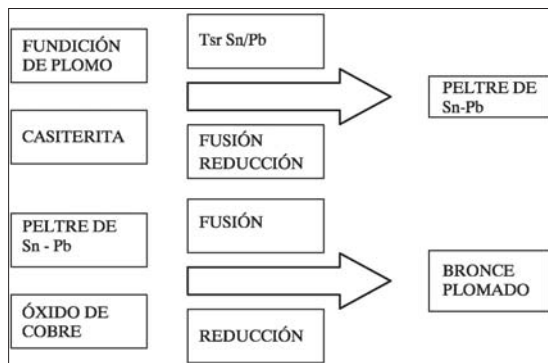 FUNDICIÓN
DE PLOMO
Tsr Sn/Pb
CASITERITA
FUSIÓN
REDUCCIÓN
PELTRE DE
Sn-Pb
PELTRE DE
Sn - Pb
FUSIÓN
ÓXIDO DE
COBRE
REDUCCIÓN
BRONCE
PLOMADO